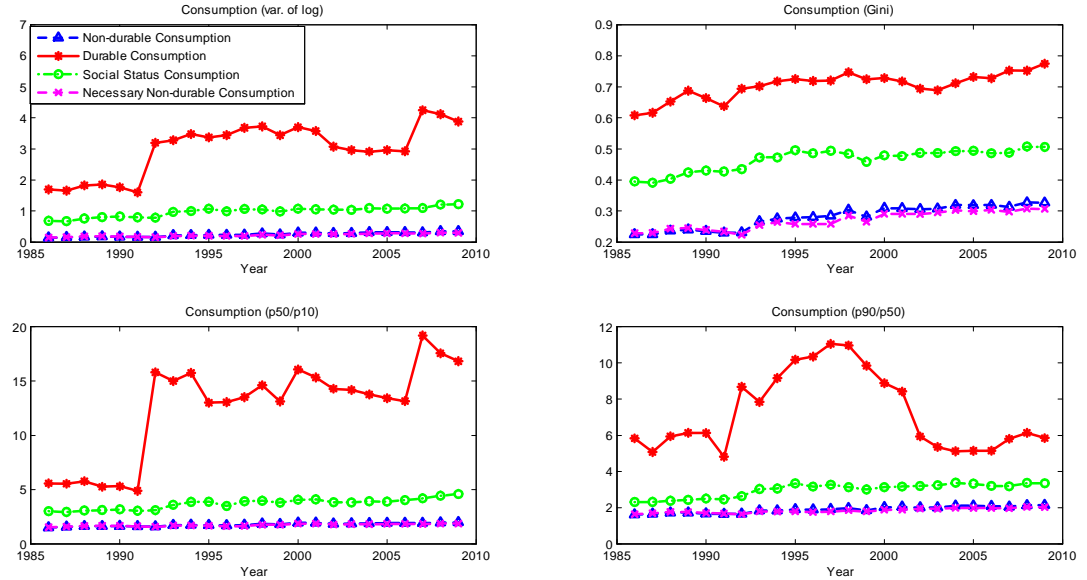 Consumption (var. of log)
7
6
5
4
3
2
1
0
1985 1990 1995 2000 2005 2010
Year
Non-durable Consumption
Durable Consumption
Social Status Consumption
Necessary Non-durable Consumption
Consumption (Gini)
0.9
0.8
0.7
0.6
0.5
0.4
0.3
0.2
1985 1990 1995 2000 2005 2010
Year
Consumption (p50/p10)
20
15
10
5
0
1985 1990 1995 2000 2005 2010
Year
Consumption (p90/p50)
12
10
8
6
4
2
0
1985 1990 1995 2000 2005 2010
Year